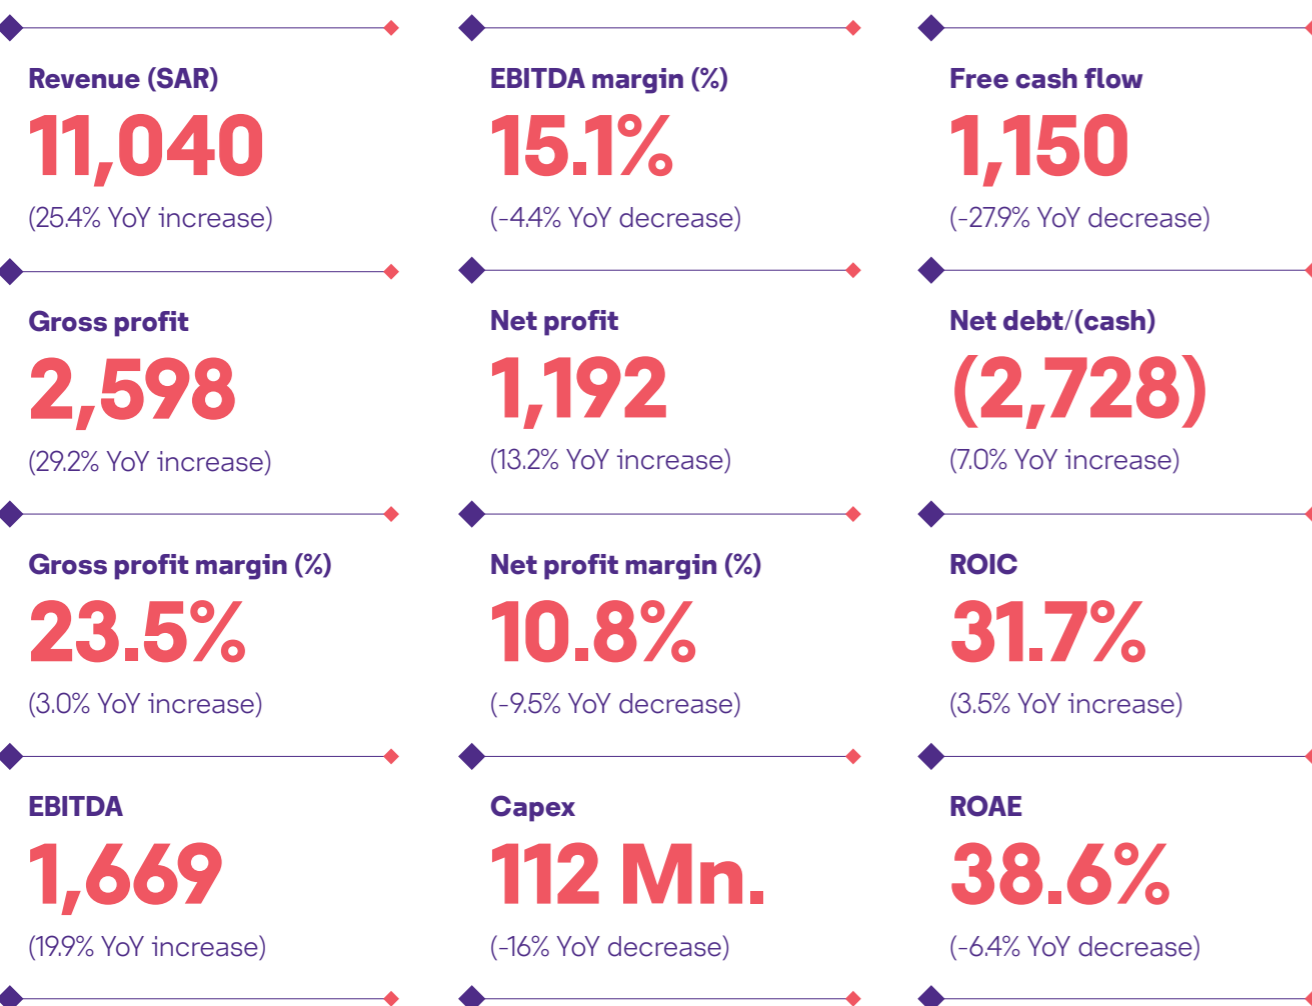 Revenue (SAR)
11,040
(25.4% YoY increase)
Gross profit
2,598
(29.2% YoY increase)
Gross profit margin (%)
23.5%
(3.0% YoY increase)
EBITDA
1,669
(19.9% YoY increase)
EBITDA margin (%)
15.1%
(-4.4% YoY decrease)
Net profit
1,192
(13.2% YoY increase)
Net profit margin (%)
10.8%
(-9.5% YoY decrease)
Capex
112 Mn.
(-16% YoY decrease)
Free cash flow
1,150
(-27.9% YoY decrease)
Net debt/(cash)
(2,728)
(7.0% YoY increase)
ROIC
31.7%
(3.5% YoY increase)
ROAE
38.6%
(-6.4% YoY decrease)